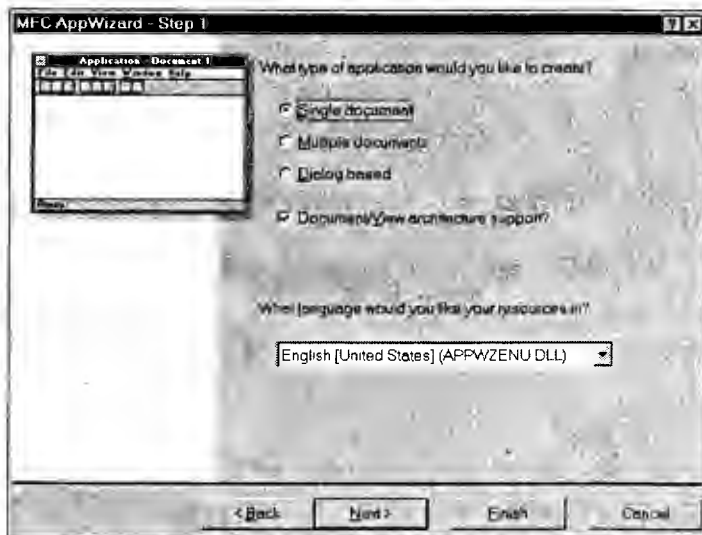 MFC AppWizard - Step 1
Application - Document 1
File Edit View Window Help
Ready
What type of application would you like to create?
Single document
Multiple documents
Dialog based
Document/View architecture support?
What language would you like your resources in?
English [United States] (APPWZENU DLL)
< Back
Next >
Finish
Cancel